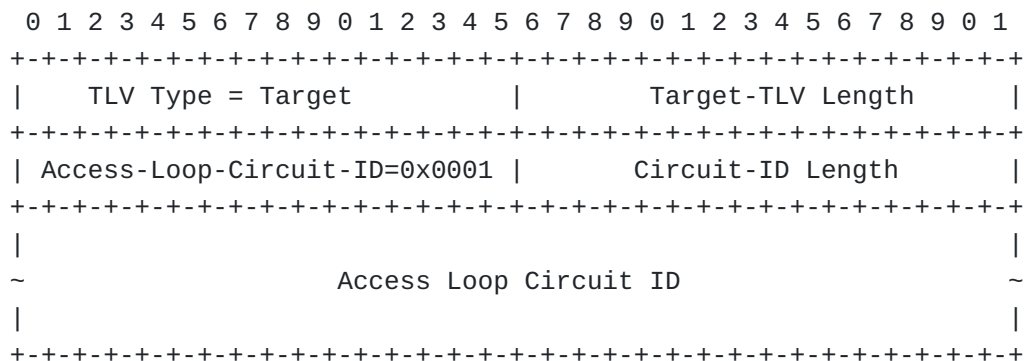 0 1 2 3 4 5 6 7 8 9 0 1 2 3 4 5 6 7 8 9 0 1 2 3 4 5 6 7 8 9 0 1
+-+-+-+-+-+-+-+-+-+-+-+-+-+-+-+-+-+-+-+-+-+-+-+-+-+-+-+-+-+-+-+-+
|    TLV Type = Target          |        Target-TLV Length      |
+-+-+-+-+-+-+-+-+-+-+-+-+-+-+-+-+-+-+-+-+-+-+-+-+-+-+-+-+-+-+-+-+
| Access-Loop-Circuit-ID=0x0001 |       Circuit-ID Length       |
+-+-+-+-+-+-+-+-+-+-+-+-+-+-+-+-+-+-+-+-+-+-+-+-+-+-+-+-+-+-+-+-+
|                                                               |
~                    Access Loop Circuit ID                     ~
|                                                               |
+-+-+-+-+-+-+-+-+-+-+-+-+-+-+-+-+-+-+-+-+-+-+-+-+-+-+-+-+-+-+-+-+